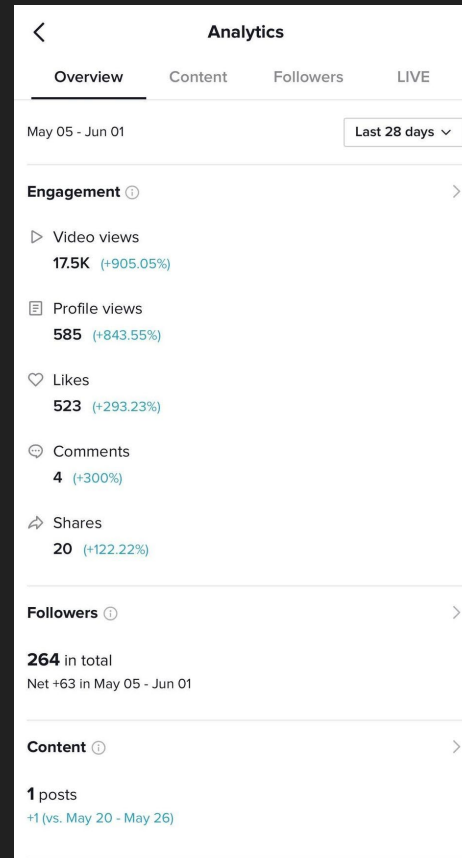 Analytics
Overview Content Followers LIVE
May 05 - Jun 01 Last 28 days
Engagement
Video views
17.5K (+905.05%)
Profile views
585 (+843.55%)
Likes
523 (+293.23%)
Comments
4 (+300%)
Shares
20 (+122.22%)
Followers
264 in total
Net +63 in May 05 - Jun 01
Content
1 posts
+1 (vs. May 20 - May 26)